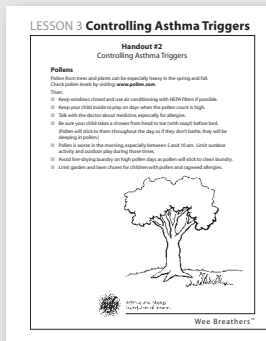 LESSON 3 Controlling Asthma Triggers
Handout #2
Controlling Asthma Triggers
Pollens
Pollen from trees and plants can be especially heavy in the spring and fall.
Check pollen levels by visiting: www.pollen.com.
Then:
Keep windows closed and use air conditioning with HEPA filters if possible.
Keep your child inside to play on days when the pollen count is high.
Talk with the doctor about medicine, especially for allergies.
Be sure your child takes a shower from head to toe (with soap!) before bed.
(Pollen will stick to them throughout the day, so if they don't bathe, they will be
sleeping in pollen.)
Pollen is worse in the morning, especially between 5 and 10 am. Limit outdoor
activity and outdoor play during those times.
Avoid line-drying laundry on high pollen days as pollen will stick to clean laundry.
Limit garden and lawn chores for children with pollen and ragweed allergies.
Wee Breathers™